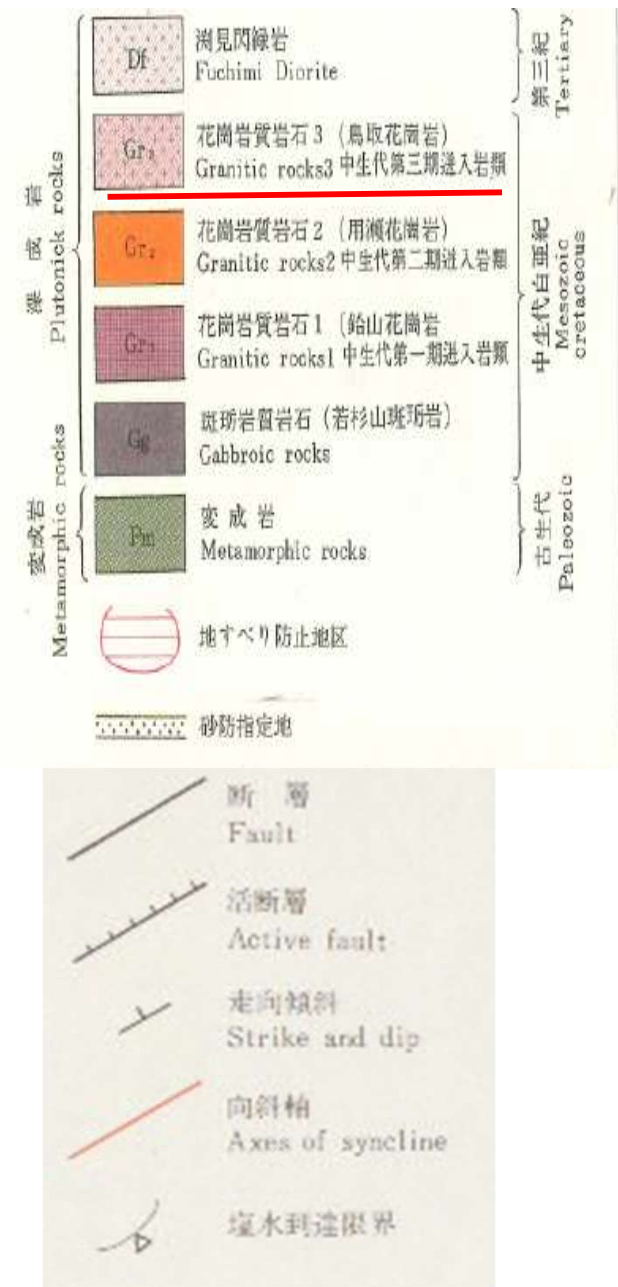 Df
渕見閃緑岩
Fuchimi Diorite
第三紀
Tertiary
Gr₃
花崗岩質岩石3 (鳥取花崗岩)
Granitic rocks3 中生代第三期迸入岩類
Gr₂
花崗岩質岩石2 (用瀬花崗岩)
Granitic rocks2 中生代第二期迸入岩類
Gr₁
花崗岩質岩石1 〔鉛山花崗岩
Granitic rocks1 中生代第一期迸入岩類
Gg
斑珩岩質岩石 (若杉山斑珩岩)
Gabbroic rocks
深成岩
Plutonick rocks
中生代白亜紀
Mesozoic
cretaceous
Pm
変成岩
Metamorphic rocks
変成岩
Metamorphic rocks
古生代
Paleozoic
地すべり防止地区
砂防指定地
断層
Fault
活断層
Active fault
走向傾斜
Strike and dip
向斜軸
Axes of syncline
塩水到達限界